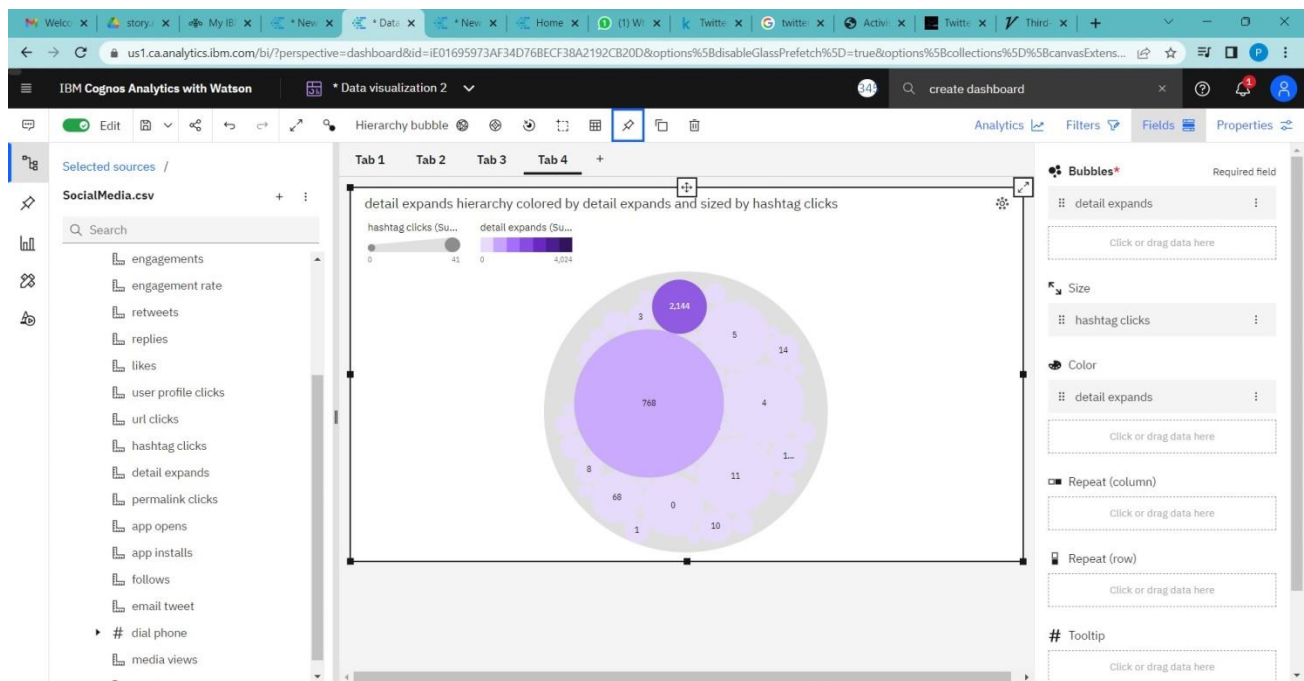 Welco
story.
My IB
* New
* Data
* New
Home
(1) Wh
Twitte
twitte
Activi
Twitte
Third-
us1.ca.analytics.ibm.com/bi/?perspective=dashboard&id=iE01695973AF34D76BECF38A2192CB20D&options%5BdisableGlassPrefetch%5D=true&options%5Bcollections%5D%5BcanvasExtens...
P
IBM Cognos Analytics with Watson
* Data visualization 2
345
create dashboard
1
Edit
Hierarchy bubble
Analytics
Filters
Fields
Properties
Selected sources /
SocialMedia.csv
Search
engagements
engagement rate
retweets
replies
likes
user profile clicks
url clicks
hashtag clicks
detail expands
permalink clicks
app opens
app installs
follows
email tweet
# dial phone
media views
Tab 1 Tab 2 Tab 3 Tab 4 +
detail expands hierarchy colored by detail expands and sized by hashtag clicks
hashtag clicks (Su... detail expands (Su...
0 41 0 4,024
2,144
3
5
14
768
4
1...
8
11
68
0
1
10
Bubbles* Required field
detail expands
Click or drag data here
Size
hashtag clicks
Color
detail expands
Click or drag data here
Repeat (column)
Click or drag data here
Repeat (row)
Click or drag data here
# Tooltip
Click or drag data here